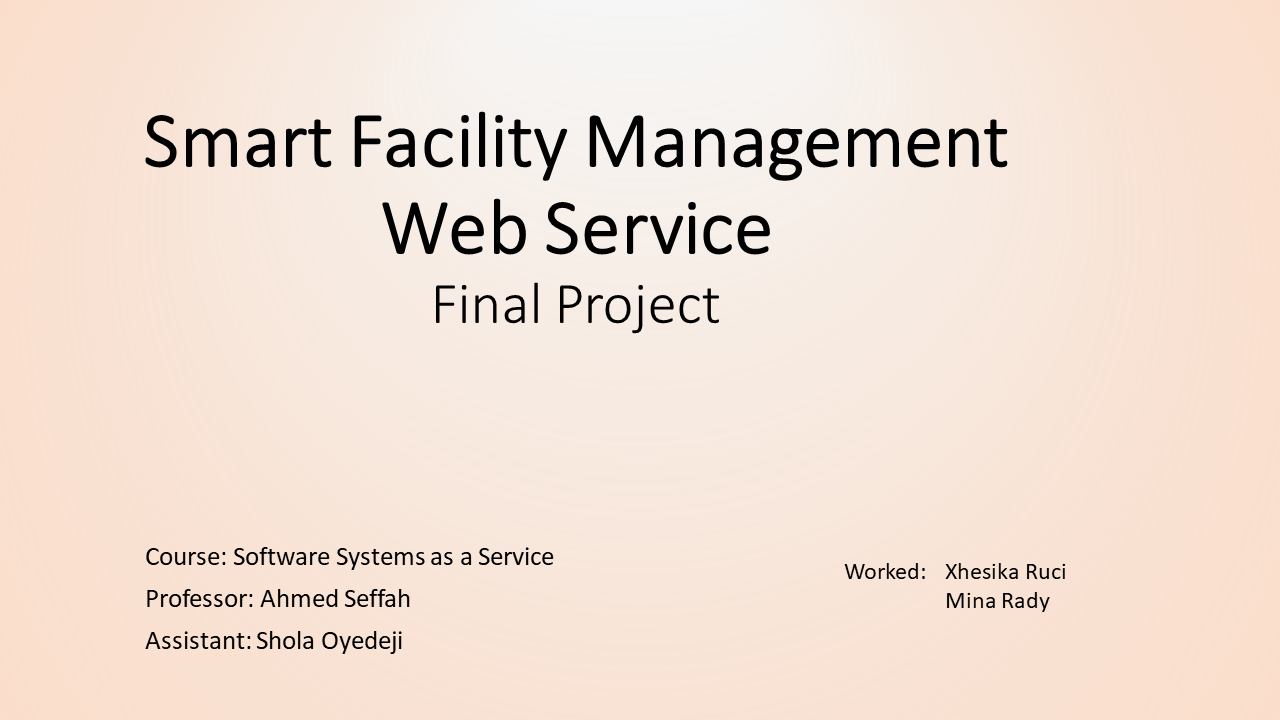 Smart Facility Management
Web Service
Final Project
Course: Software Systems as a Service
Professor: Ahmed Seffah
Assistant: Shola Oyedeji
Worked: Xhesika Ruci
Mina Rady